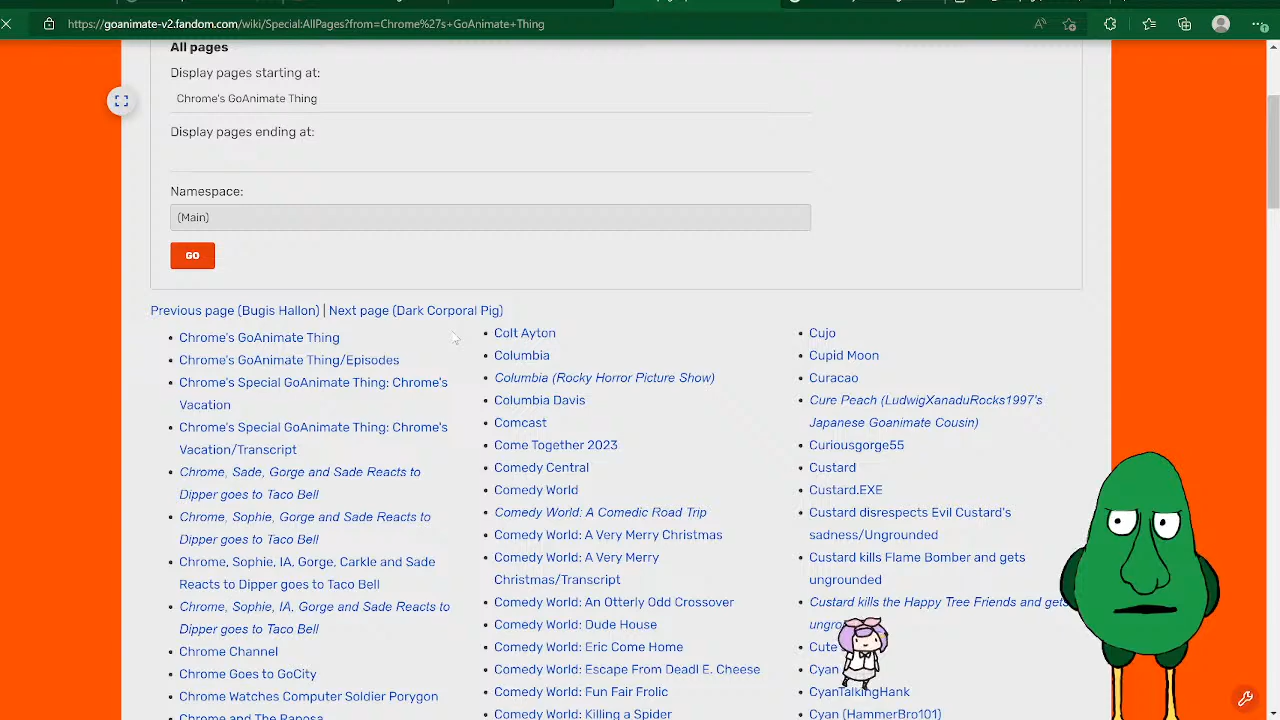 https://goanimate-v2.fandom.com/wiki/Special:AllPages?from=Chrome%27s+GoAnimate+Thing
All pages
Display pages starting at:
Chrome's GoAnimate Thing
Display pages ending at:
Namespace:
(Main)
GO
Previous page (Bugis Hallon) | Next page (Dark Corporal Pig)
Chrome's GoAnimate Thing
Chrome's GoAnimate Thing/Episodes
Chrome's Special GoAnimate Thing: Chrome's
Vacation
Chrome's Special GoAnimate Thing: Chrome's
Vacation/Transcript
Chrome, Sade, Gorge and Sade Reacts to
Dipper goes to Taco Bell
Chrome, Sophie, Gorge and Sade Reacts to
Dipper goes to Taco Bell
Chrome, Sophie, IA, Gorge, Carkle and Sade
Reacts to Dipper goes to Taco Bell
Chrome, Sophie, IA, Gorge and Sade Reacts to
Dipper goes to Taco Bell
Chrome Channel
Chrome Goes to GoCity
Chrome Watches Computer Soldier Porygon
Chrome and The
Colt Ayton
Columbia
Columbia (Rocky Horror Picture Show)
Columbia Davis
Comcast
Come Together 2023
Comedy Central
Comedy World
Comedy World: A Comedic Road Trip
Comedy World: A Very Merry Christmas
Comedy World: A Very Merry
Christmas/Transcript
Comedy World: An Otterly Odd Crossover
Comedy World: Dude House
Comedy World: Eric Come Home
Comedy World: Escape From Deadl E. Cheese
Comedy World: Fun Fair Frolic
Comedy World: Killing a Spider
Cujo
Cupid Moon
Curacao
Cure Peach (LudwigXanaduRocks1997's
Japanese Goanimate Cousin)
Curiousgorge55
Custard
Custard.EXE
Custard disrespects Evil Custard's
sadness/Ungrounded
Custard kills Flame Bomber and gets
ungrounded
Custard kills the Happy Tree Friends and gets
Cute
Cyan
CyanTalkingHank
Cyan (HammerBro101)